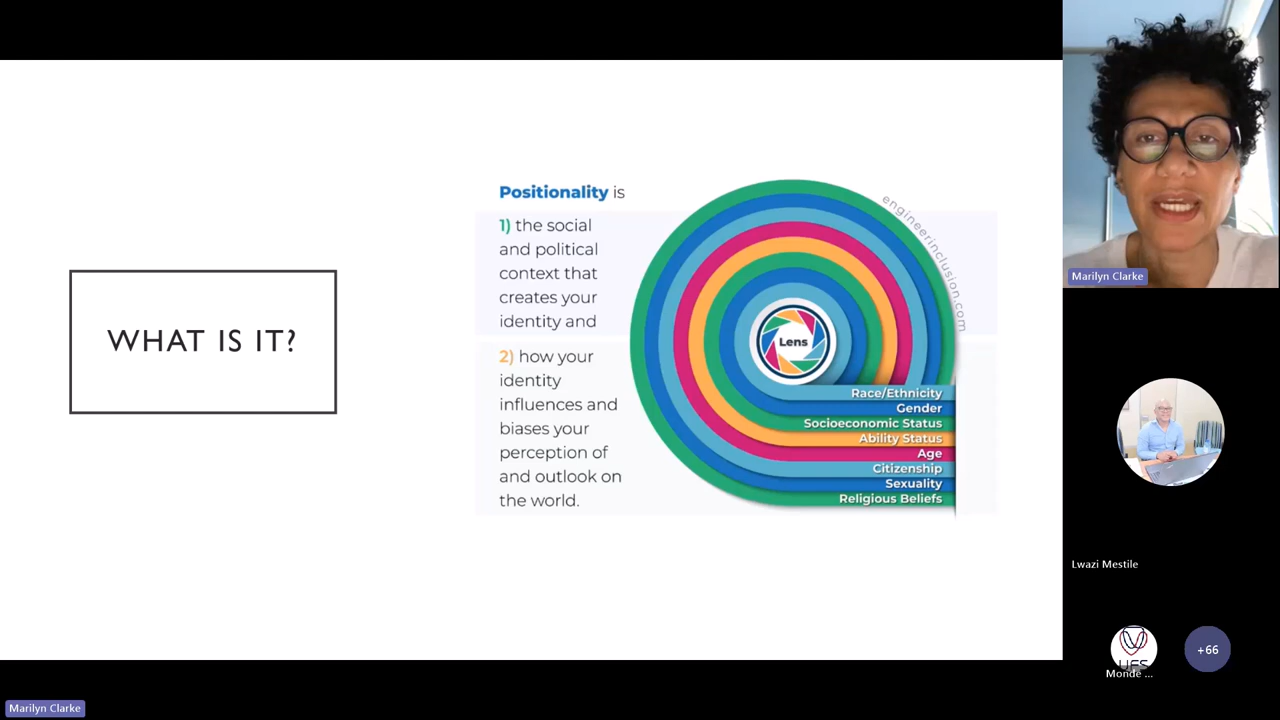 WHAT IS IT?
Positionality is
1) the social
and political
context that
creates your
identity and
2) how your
identity
influences and
biases your
perception of
and outlook on
the world.
engineerinclusion.com
Lens
Race/Ethnicity
Gender
Socioeconomic Status
Ability Status
Age
Citizenship
Sexuality
Religious Beliefs
Marilyn Clarke
Lwazi Mestile
UFS
Monde ...
+66
Marilyn Clarke